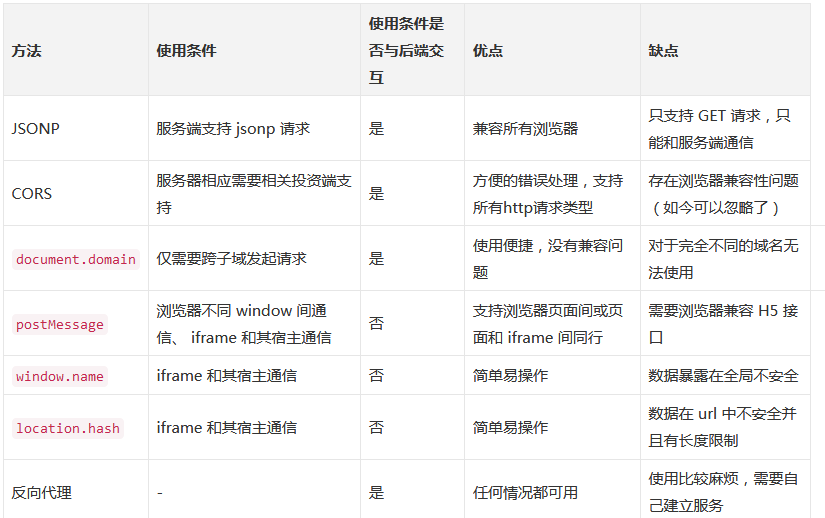 方法
使用条件
使用条件是
否与后端交
互
优点
缺点
JSONP
服务端支持 jsonp 请求
是
兼容所有浏览器
只支持 GET 请求，只
能和服务端通信
CORS
服务器相应需要相关投资端支
持
是
方便的错误处理，支持
所有http请求类型
存在浏览器兼容性问题
（如今可以忽略了）
document.domain
仅需要跨子域发起请求
是
使用便捷，没有兼容问
题
对于完全不同的域名无
法使用
postMessage
浏览器不同 window 间通
信、 iframe 和其宿主通信
否
支持浏览器页面间或页
面和 iframe 间同行
需要浏览器兼容 H5 接
口
window.name
iframe 和其宿主通信
否
简单易操作
数据暴露在全局不安全
location.hash
iframe 和其宿主通信
否
简单易操作
数据在 url 中不安全并
且有长度限制
反向代理
-
是
任何情况都可用
使用比较麻烦，需要自
己建立服务